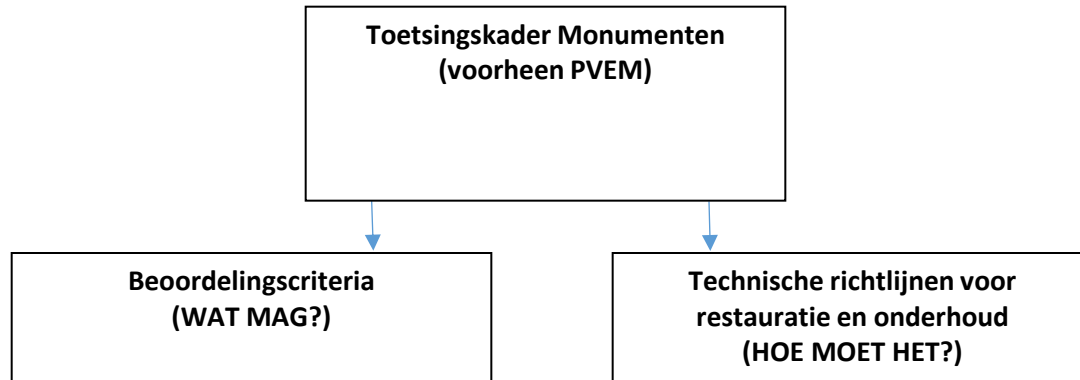 Toetsingskader Monumenten
(voorheen PVEM)
Beoordelingscriteria
(WAT MAG?)
Technische richtlijnen voor
restauratie en onderhoud
(HOE MOET HET?)